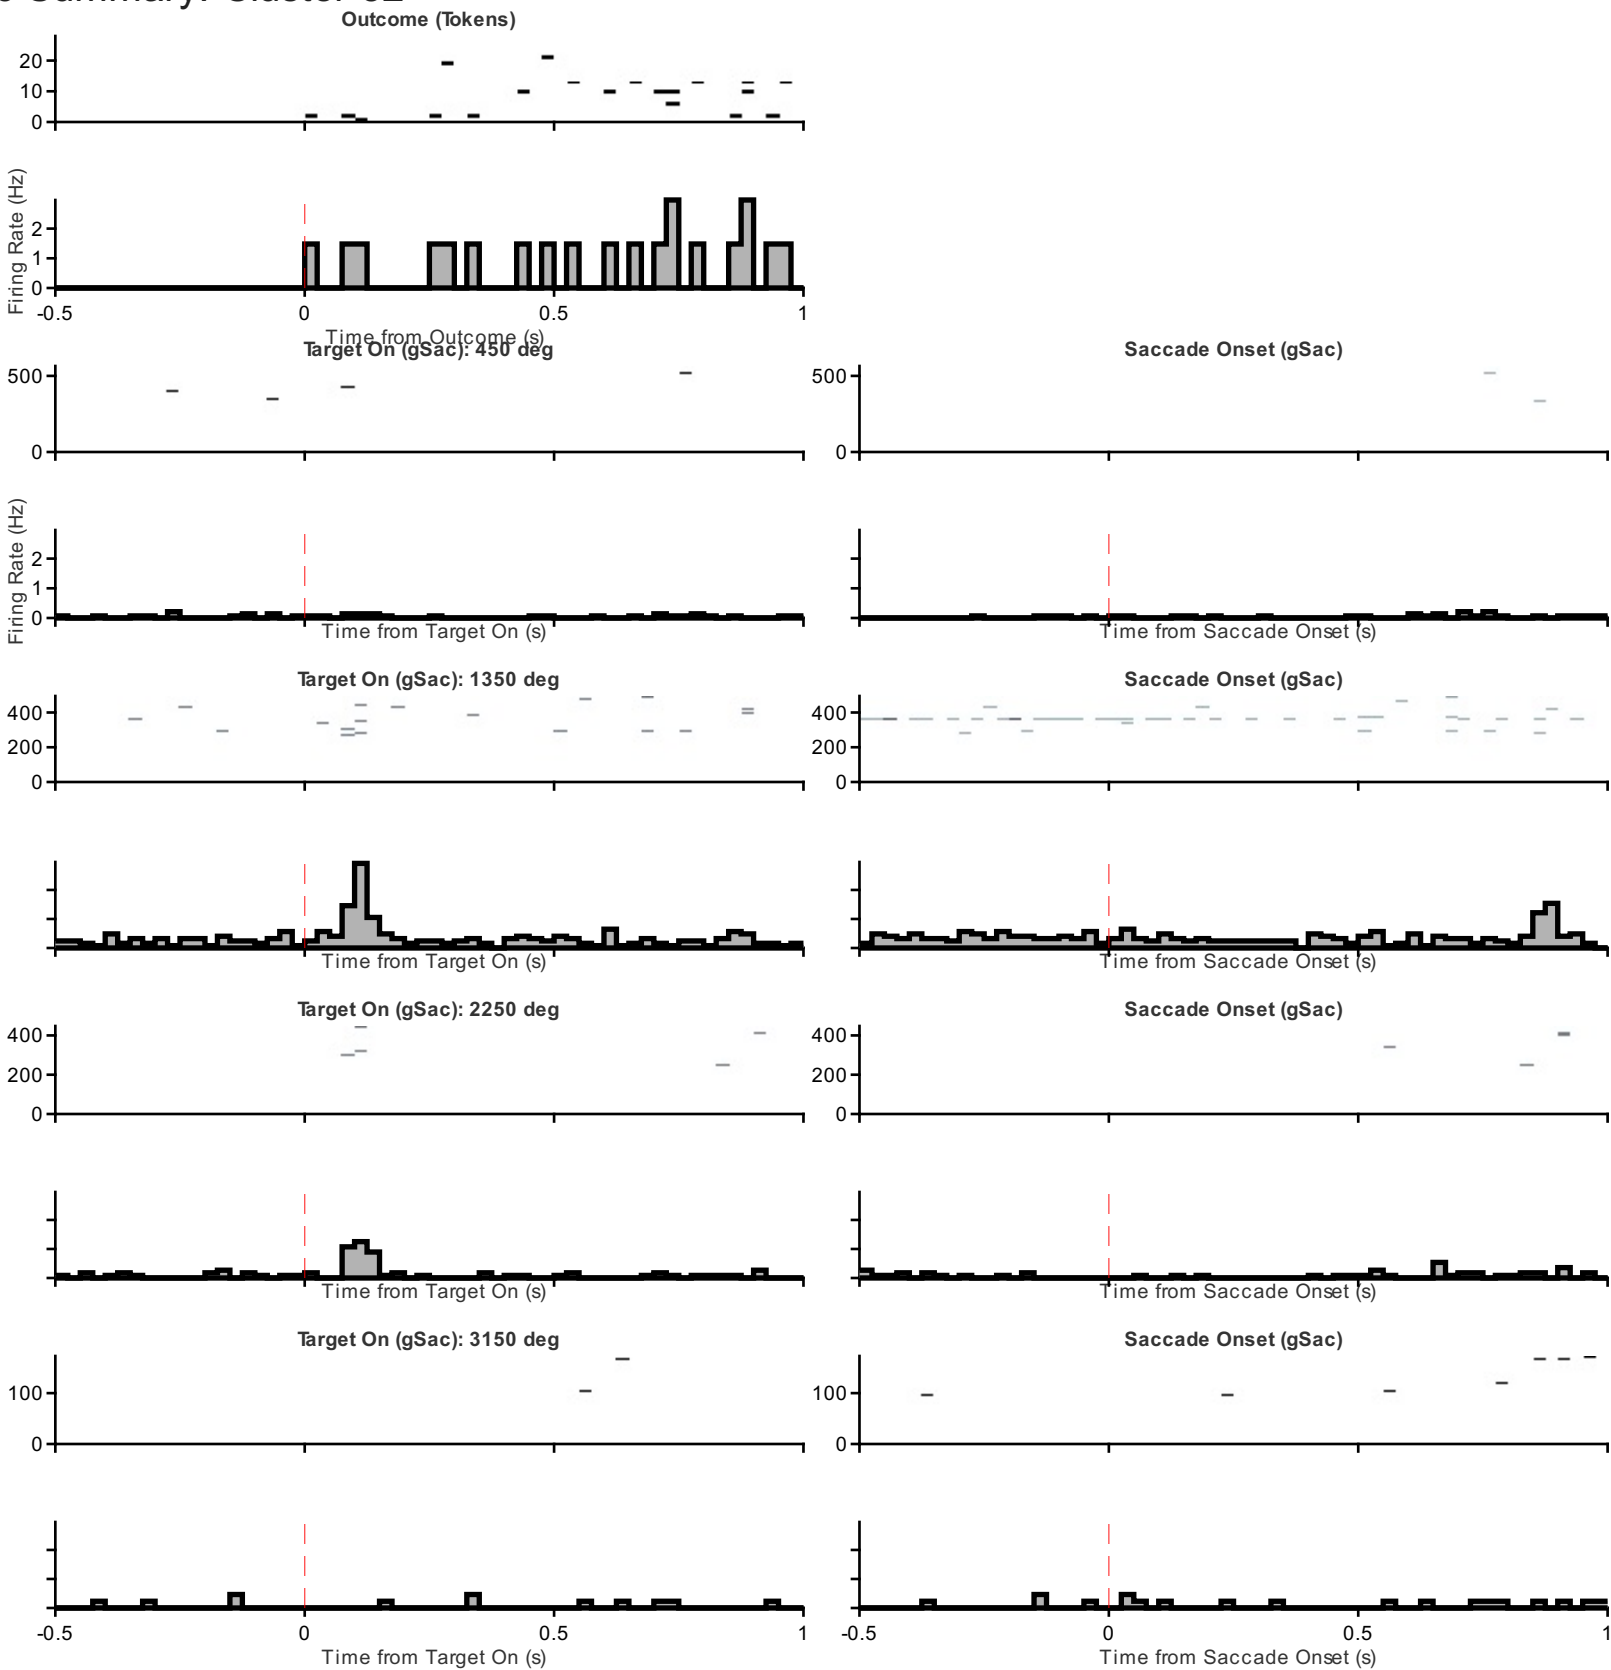 Summary: Cluster
Outcome (Tokens)
20
10
0
-0.5 0 0.5 1
Firing Rate (Hz)
2
1
0
Time from Outcome (s)
Target On (gSac): 450 deg
Saccade Onset (gSac)
500
0
500
0
Firing Rate (Hz)
2
1
0
Time from Target On (s)
Time from Saccade Onset (s)
Target On (gSac): 1350 deg
Saccade Onset (gSac)
400
200
0
400
200
0
Time from Target On (s)
Time from Saccade Onset (s)
Target On (gSac): 2250 deg
Saccade Onset (gSac)
400
200
0
400
200
0
Time from Target On (s)
Time from Saccade Onset (s)
Target On (gSac): 3150 deg
Saccade Onset (gSac)
100
0
100
0
-0.5 0 0.5 1
-0.5 0 0.5 1
Time from Target On (s)
Time from Saccade Onset (s)